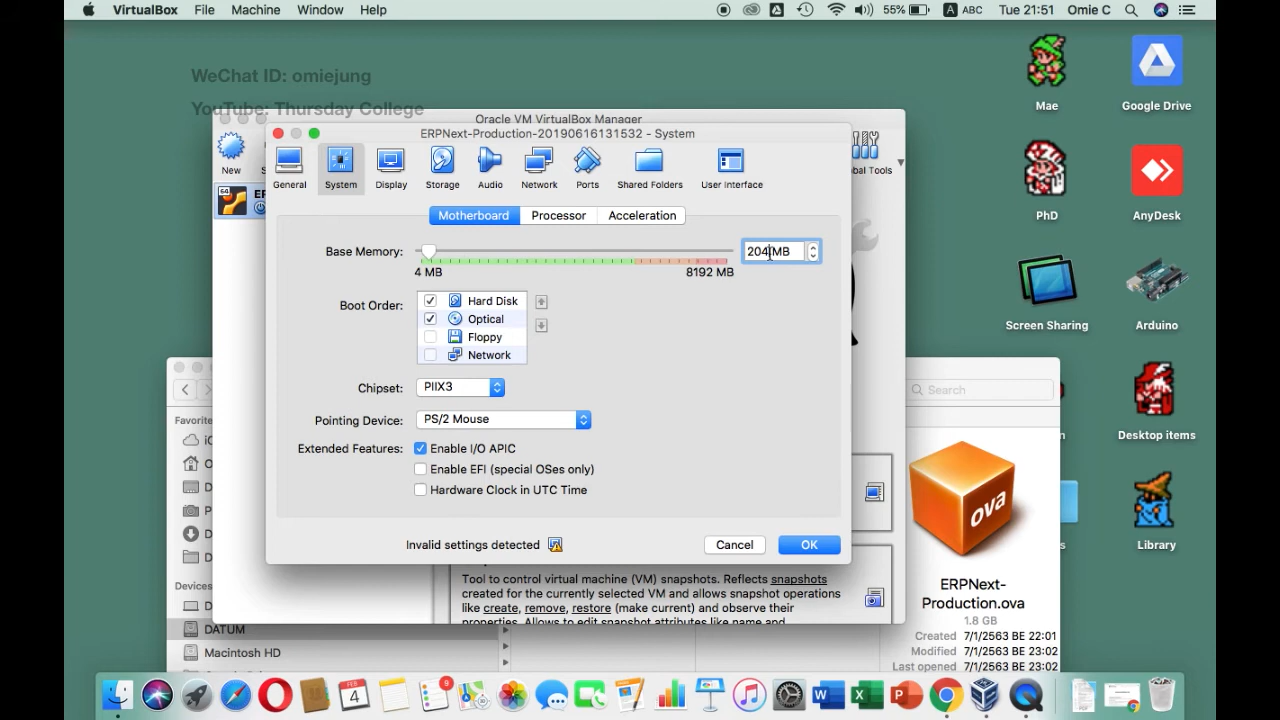 VirtualBox File Machine Window Help 55% A ABC Tue 21:51 Omie C
WeChat ID: omiejung
YouTube: Thursday College
Mae
Google Drive
PhD
AnyDesk
Screen Sharing
Arduino
Desktop items
Library
Oracle VM VirtualBox Manager
New
Tools
ERPNext-Production-20190616131532 - System
General System Display Storage Audio Network Ports Shared Folders User Interface
Motherboard Processor Acceleration
Base Memory: 204 MB
4 MB 8192 MB
Boot Order: Hard Disk
Optical
Floppy
Network
Chipset: PIIX3
Pointing Device: PS/2 Mouse
Extended Features: Enable I/O APIC
Enable EFI (special OSes only)
Hardware Clock in UTC Time
Invalid settings detected Cancel OK
Tool to control virtual machine (VM) snapshots. Reflects snapshots
created for the currently selected VM and allows snapshot operations
like create, remove, restore (make current) and observe their
properties. Allows to edit snapshot attributes like name and
Search
Favorite
Devices
DATUM
Macintosh HD
ova
ERPNext-
Production.ova
1.8 GB
Created 7/1/2563 BE 22:01
Modified 7/1/2563 BE 23:02
Last opened 7/1/2563 BE 23:02
FEB
4
9